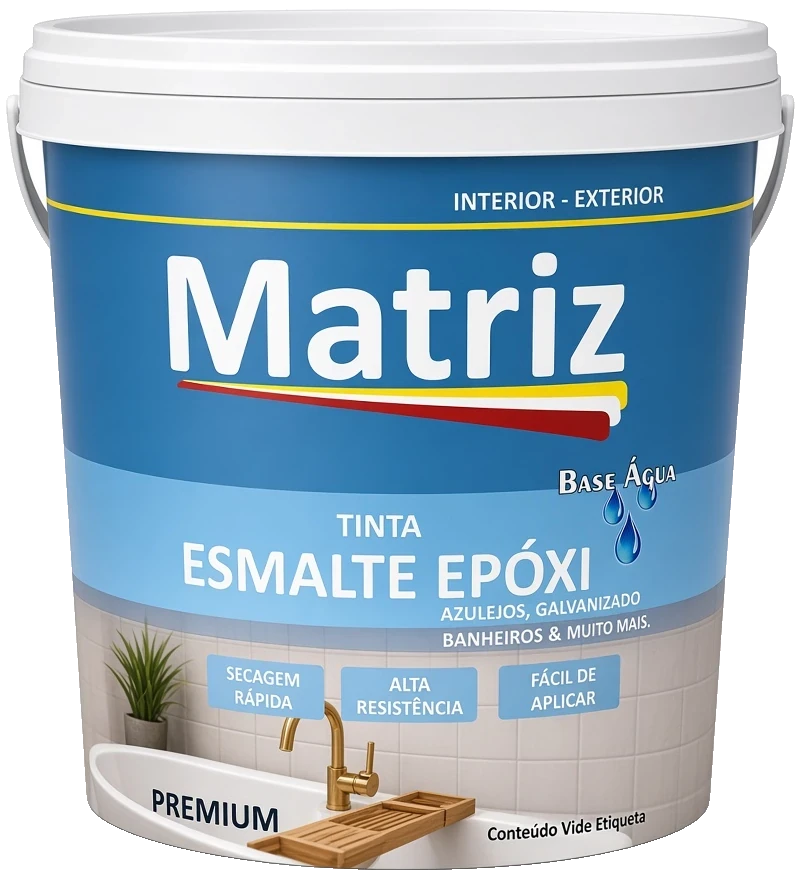 INTERIOR - EXTERIOR
Matriz
BASE ÁGUA
TINTA
ESMALTE EPÓXI
AZULEJOS, GALVANIZADO
BANHEIROS & MUITO MAIS.
SECAGEM
RÁPIDA
ALTA
RESISTÊNCIA
FÁCIL DE
APLICAR
PREMIUM
Conteúdo Vide Etiqueta